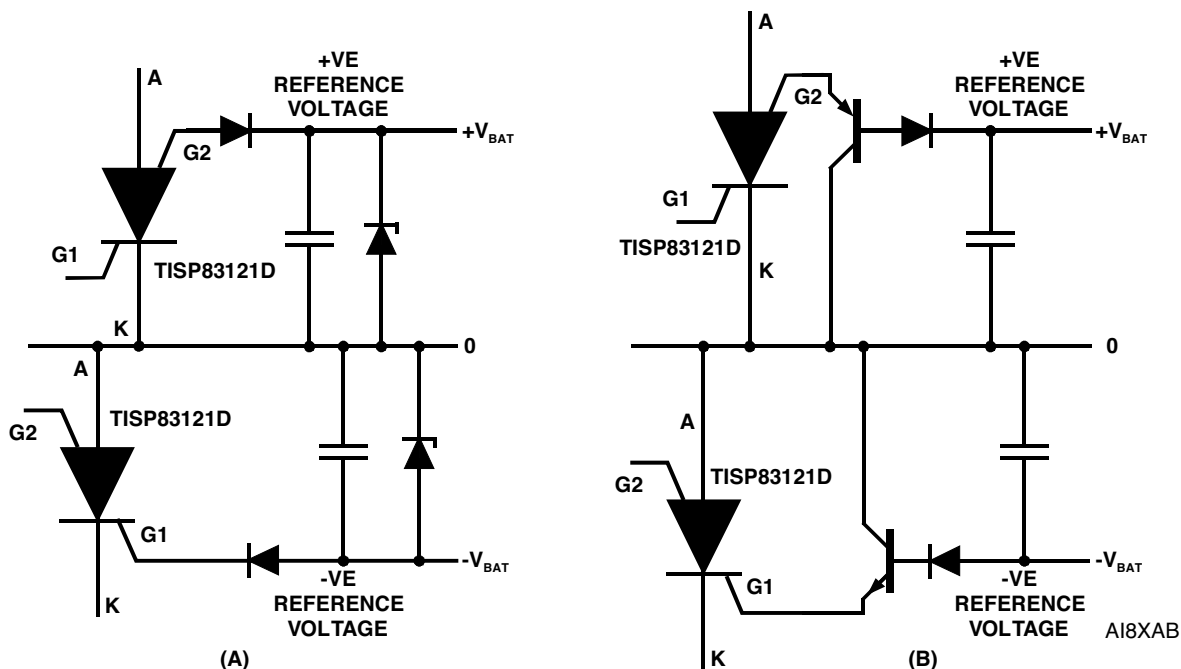 A
+VE
REFERENCE
VOLTAGE
+VBAT
G2
G1
TISP83121D
K
0
A
TISP83121D
G2
G1
-VBAT
-VE
REFERENCE
VOLTAGE
K
(A)
A
+VE
REFERENCE
VOLTAGE
G2
+VBAT
G1
TISP83121D
K
0
A
TISP83121D
G2
G1
-VBAT
-VE
REFERENCE
VOLTAGE
K
(B)
AI8XAB